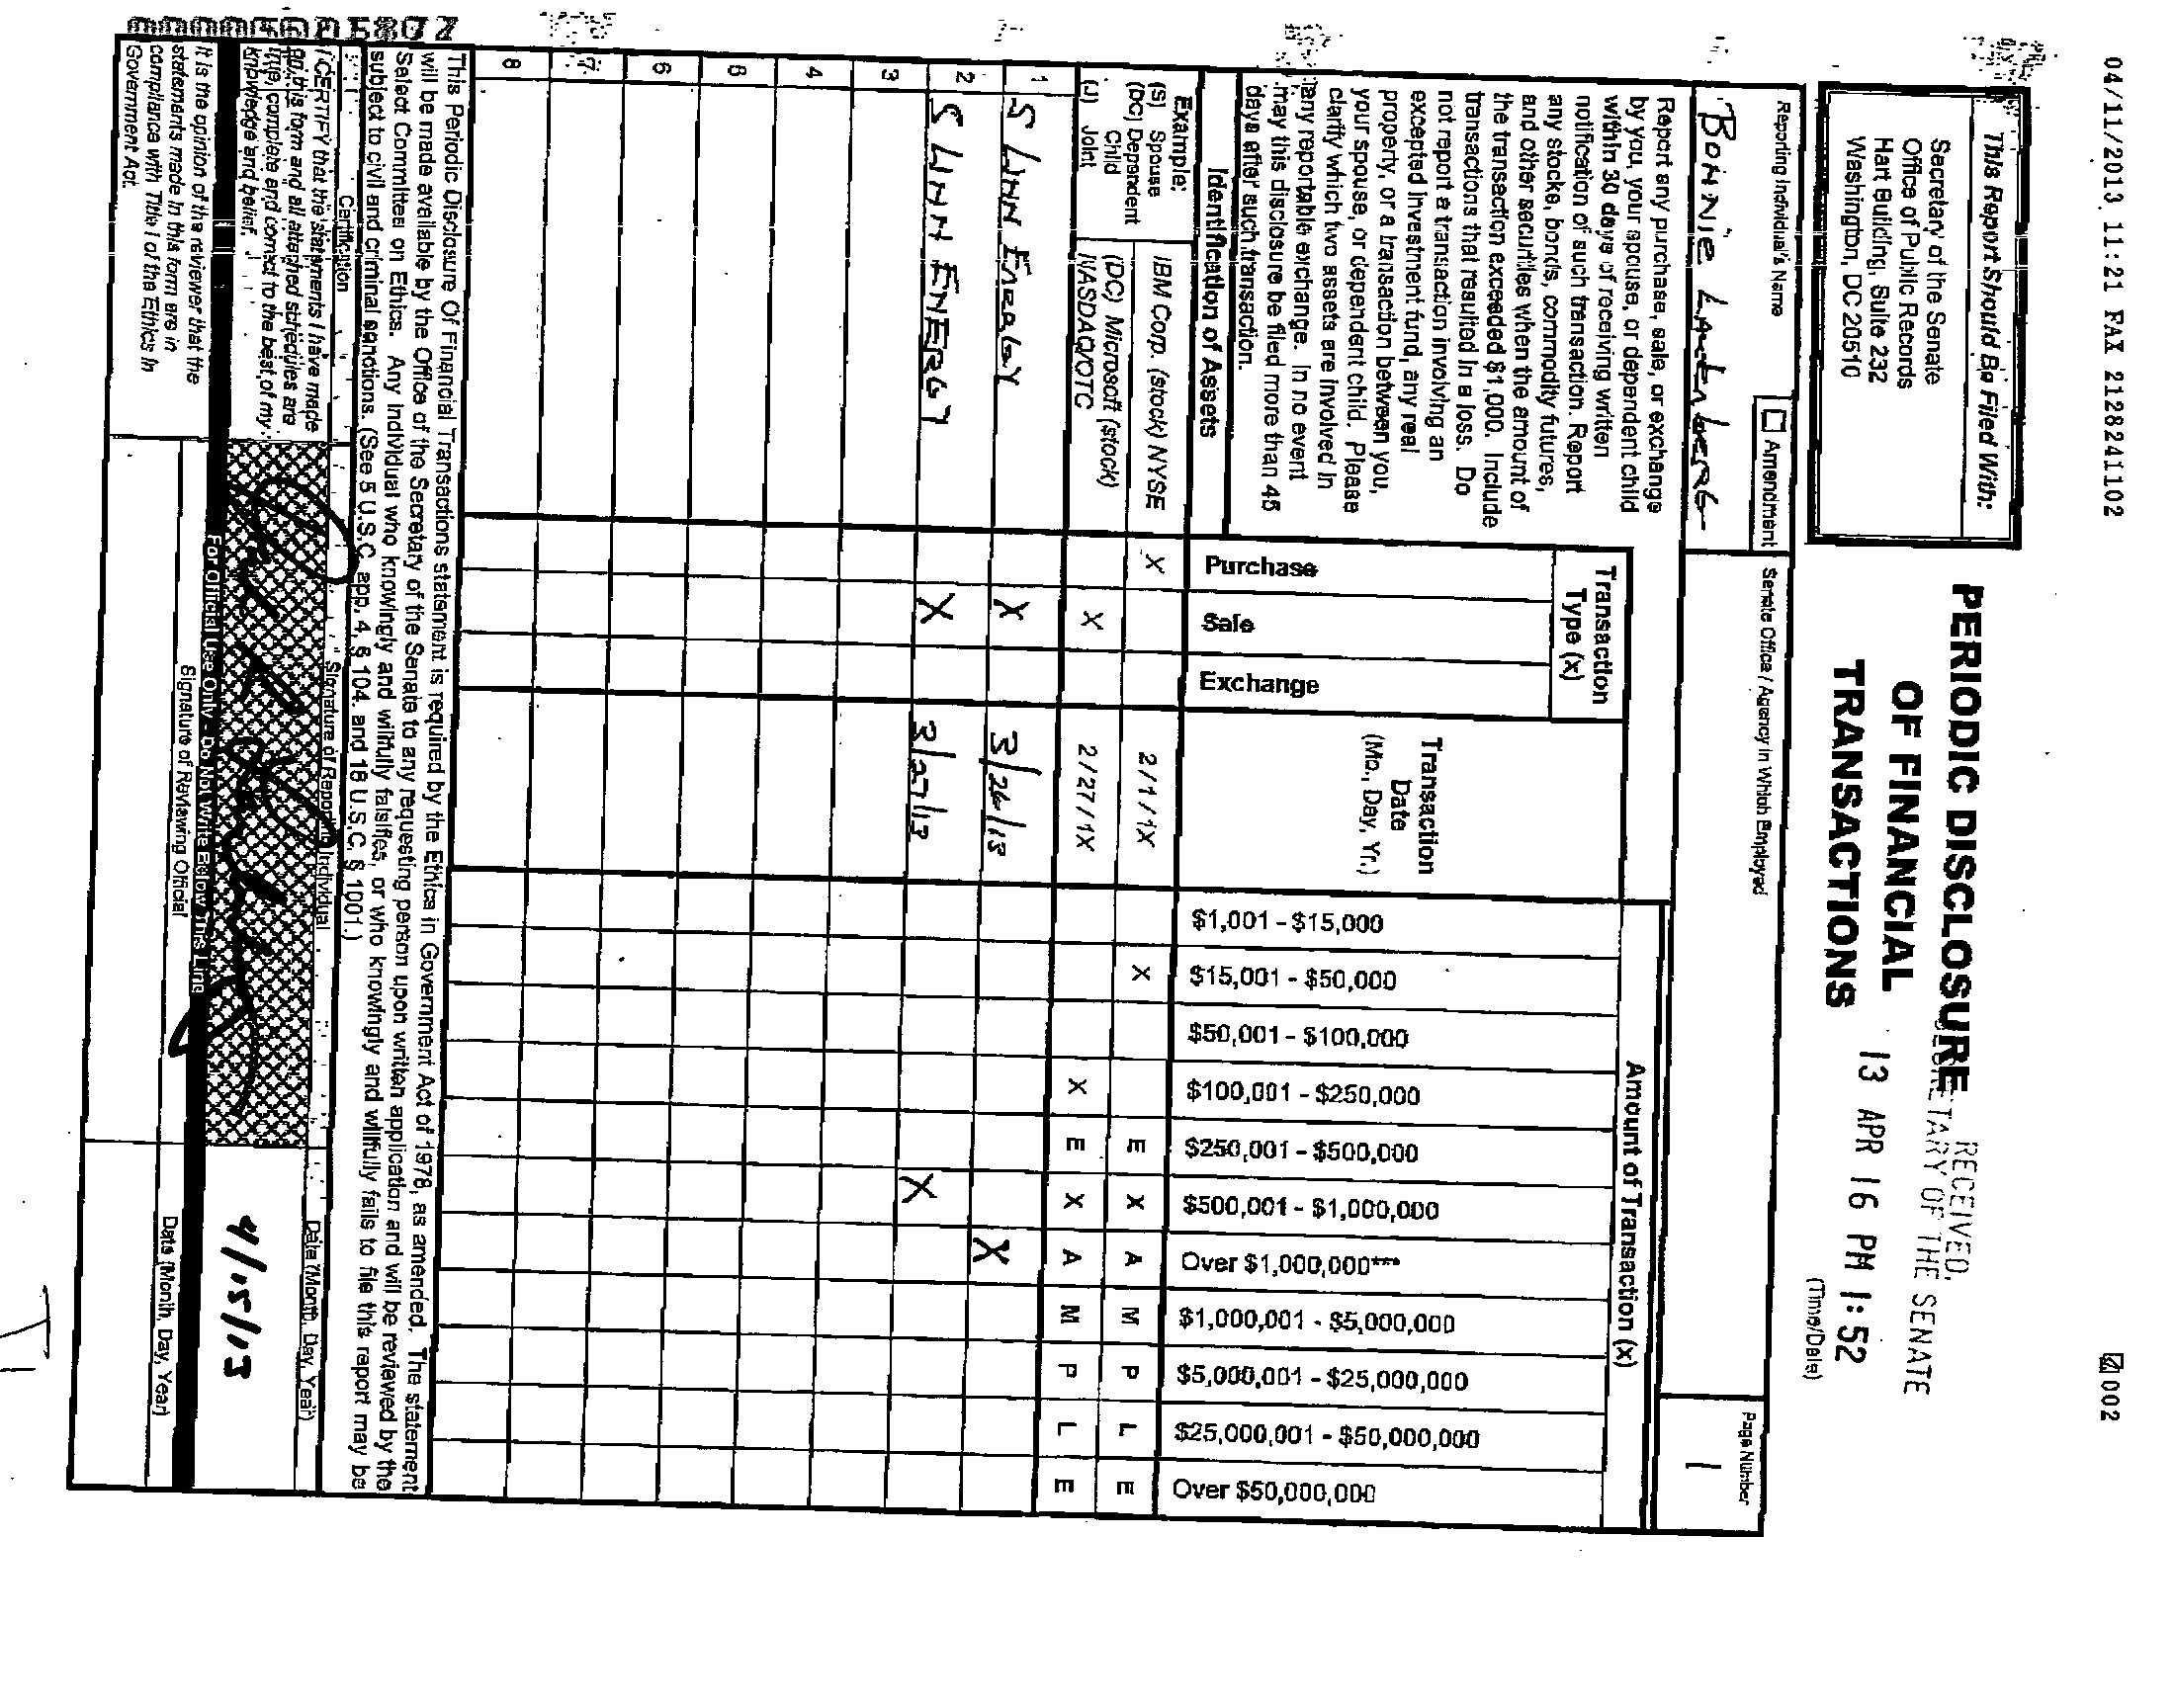 04/11/2013 11:21 FAX 2128241102
002
This Report Should Be Filed With:
Secretary of the Senate
Office of Public Records
Hart Building, Suite 232
Washington, DC 20510
PERIODIC DISCLOSURE
OF FINANCIAL
TRANSACTIONS
RECEIVED
SECRETARY OF THE SENATE
13 APR 16 PM 1:52
(Time/Date)
Reporting Individual's Name
Amendment
Senate Office / Agency in Which Employed
Page Number
BONNIE
1
Report any purchase, sale, or exchange
by you, your spouse, or dependent child
within 30 days of receiving written
notification of such transaction. Report
any stocks, bonds, commodity futures,
and other securities when the amount of
the transaction exceeded $1,000. Include
transactions that resulted in a loss. Do
not report a transaction involving an
excepted investment fund, any real
property, or a transaction between you,
your spouse, or dependent child. Please
clarify which two assets are involved in
any reportable exchange. In no event
may this disclosure be filed more than 45
days after such transaction.
Identification of Assets
Transaction
Type (x)
Purchase
Sale
Exchange
Transaction
Date
(Mo., Day, Yr.)
Amount of Transaction (x)
$1,001 - $15,000
$15,001 - $50,000
$50,001 - $100,000
$100,001 - $250,000
$250,001 - $500,000
$500,001 - $1,000,000
Over $1,000,000***
$1,000,001 - $5,000,000
$5,000,001 - $25,000,000
$25,000,001 - $50,000,000
Over $50,000,000
Example:
(S) Spouse
(DC) Dependent
Child
(J) Joint
IBM Corp. (stock) NYSE X 2/1/1X X E X A M P L E
(DC) Microsoft (stock)
NASDAQ/OTC X 2/27/1X X E X A M P L E
1 S LINN ENERGY X 3/26/13 X
2 S LINN ENERGY X 3/27/13 X
3
4
5
6
7
8
This Periodic Disclosure Of Financial Transactions statement is required by the Ethics in Government Act of 1978, as amended. The statement
will be made available by the Office of the Secretary of the Senate to any requesting person upon written application and will be reviewed by the
Select Committee on Ethics. Any individual who knowingly and willfully falsifies, or who knowingly and willfully fails to file this report may be
subject to civil and criminal sanctions. (See 5 U.S.C. app. 4, § 104, and 18 U.S.C. § 1001.)
Certification
Signature of Reporting Individual
Date (Month, Day, Year)
I CERTIFY that the statements I have made
on this form and all attached schedules are
true, complete and correct to the best of my
knowledge and belief.
4/15/13
For Official Use Only - Do Not Write Below This Line
It is the opinion of the reviewer that the
statements made in this form are in
compliance with Title I of the Ethics in
Government Act.
Signature of Reviewing Official
Date (Month, Day, Year)